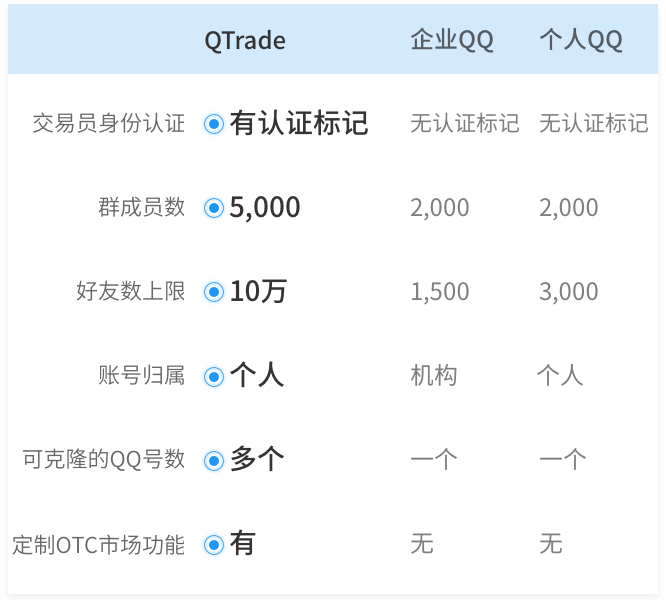 QTrade 企业QQ 个人QQ
交易员身份认证 有认证标记 无认证标记 无认证标记
群成员数 5,000 2,000 2,000
好友数上限 10万 1,500 3,000
账号归属 个人 机构 个人
可克隆的QQ号数 多个 一个 一个
定制OTC市场功能 有 无 无